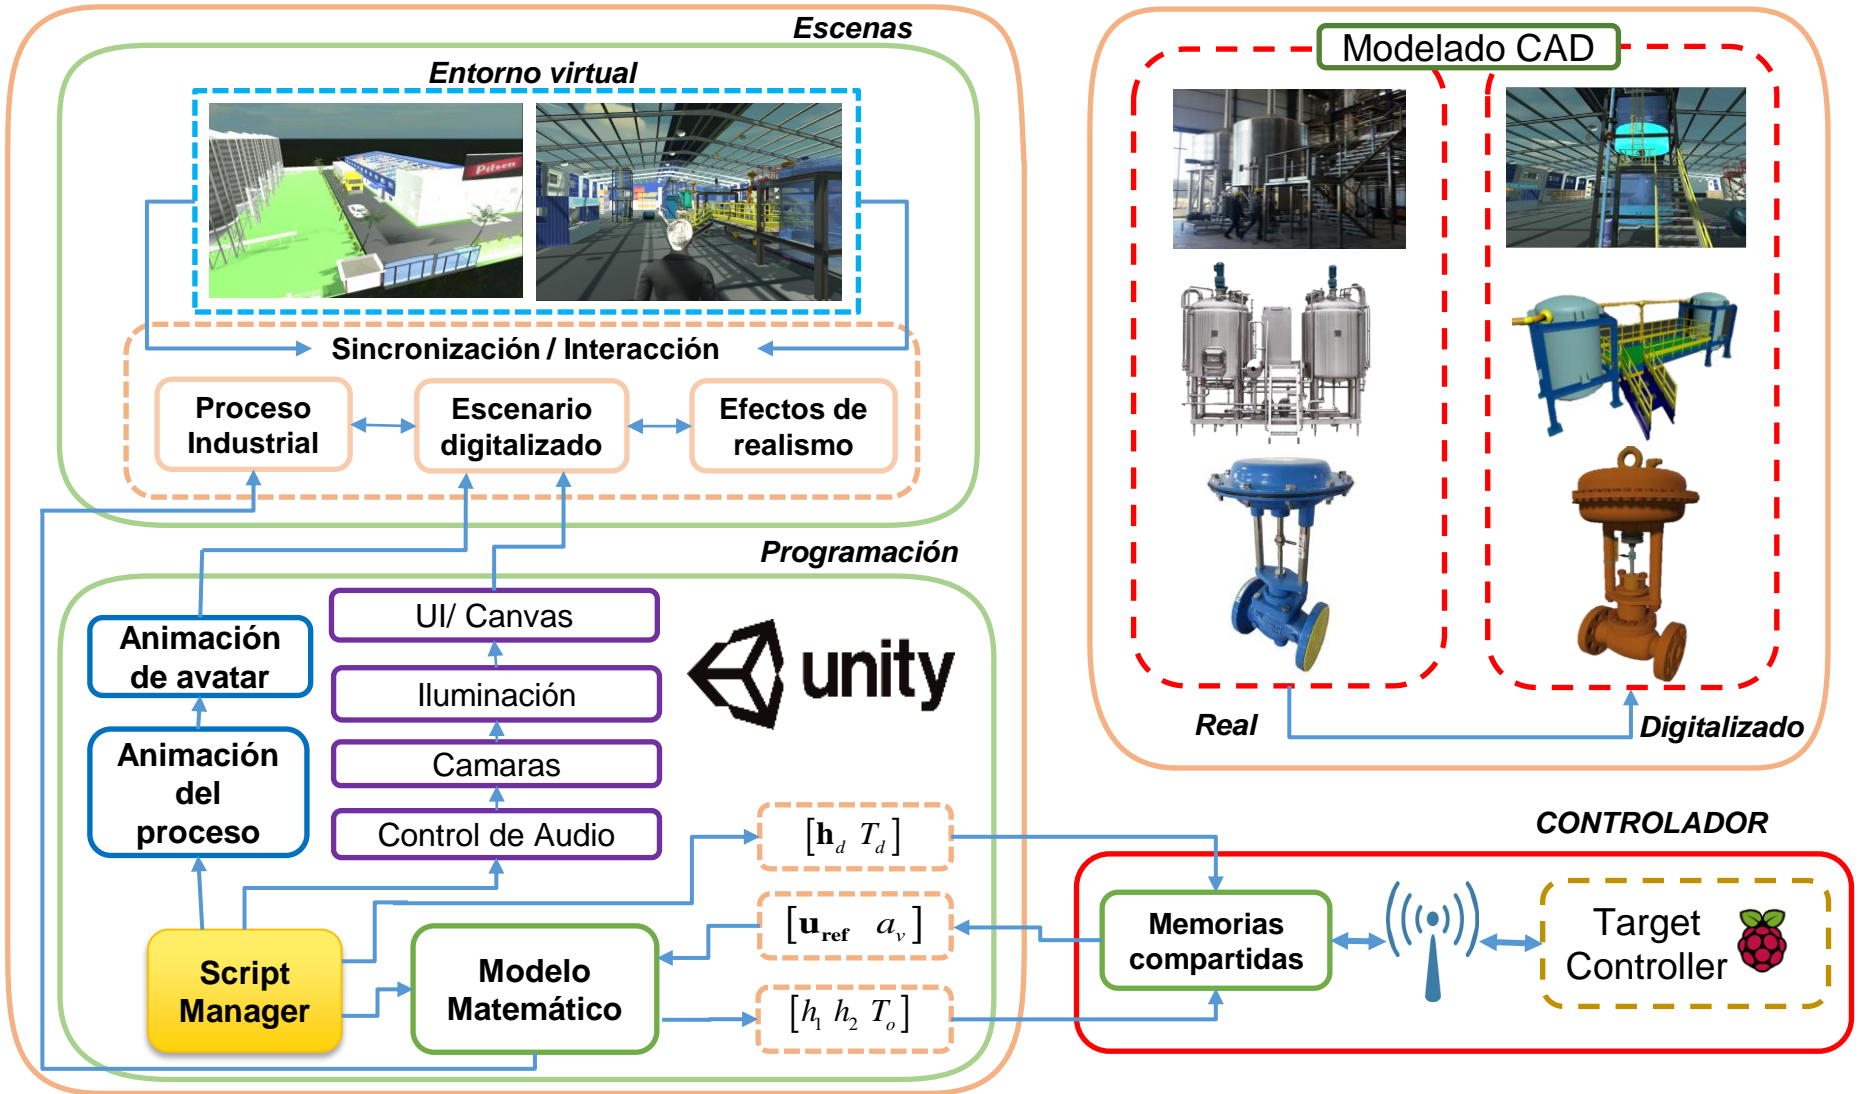 Escenas
Entorno virtual
Pilsen
Sincronización / Interacción
Proceso
Industrial
Escenario
digitalizado
Efectos de
realismo
Programación
UI/ Canvas
Iluminación
Camaras
Control de Audio
Animación
de avatar
Animación
del
proceso
unity
Script
Manager
Modelo
Matemático
[h_d T_d]
[u_ref a_v]
[h_1 h_2 T_o]
Modelado CAD
Real
Digitalizado
CONTROLADOR
Memorias
compartidas
Target
Controller